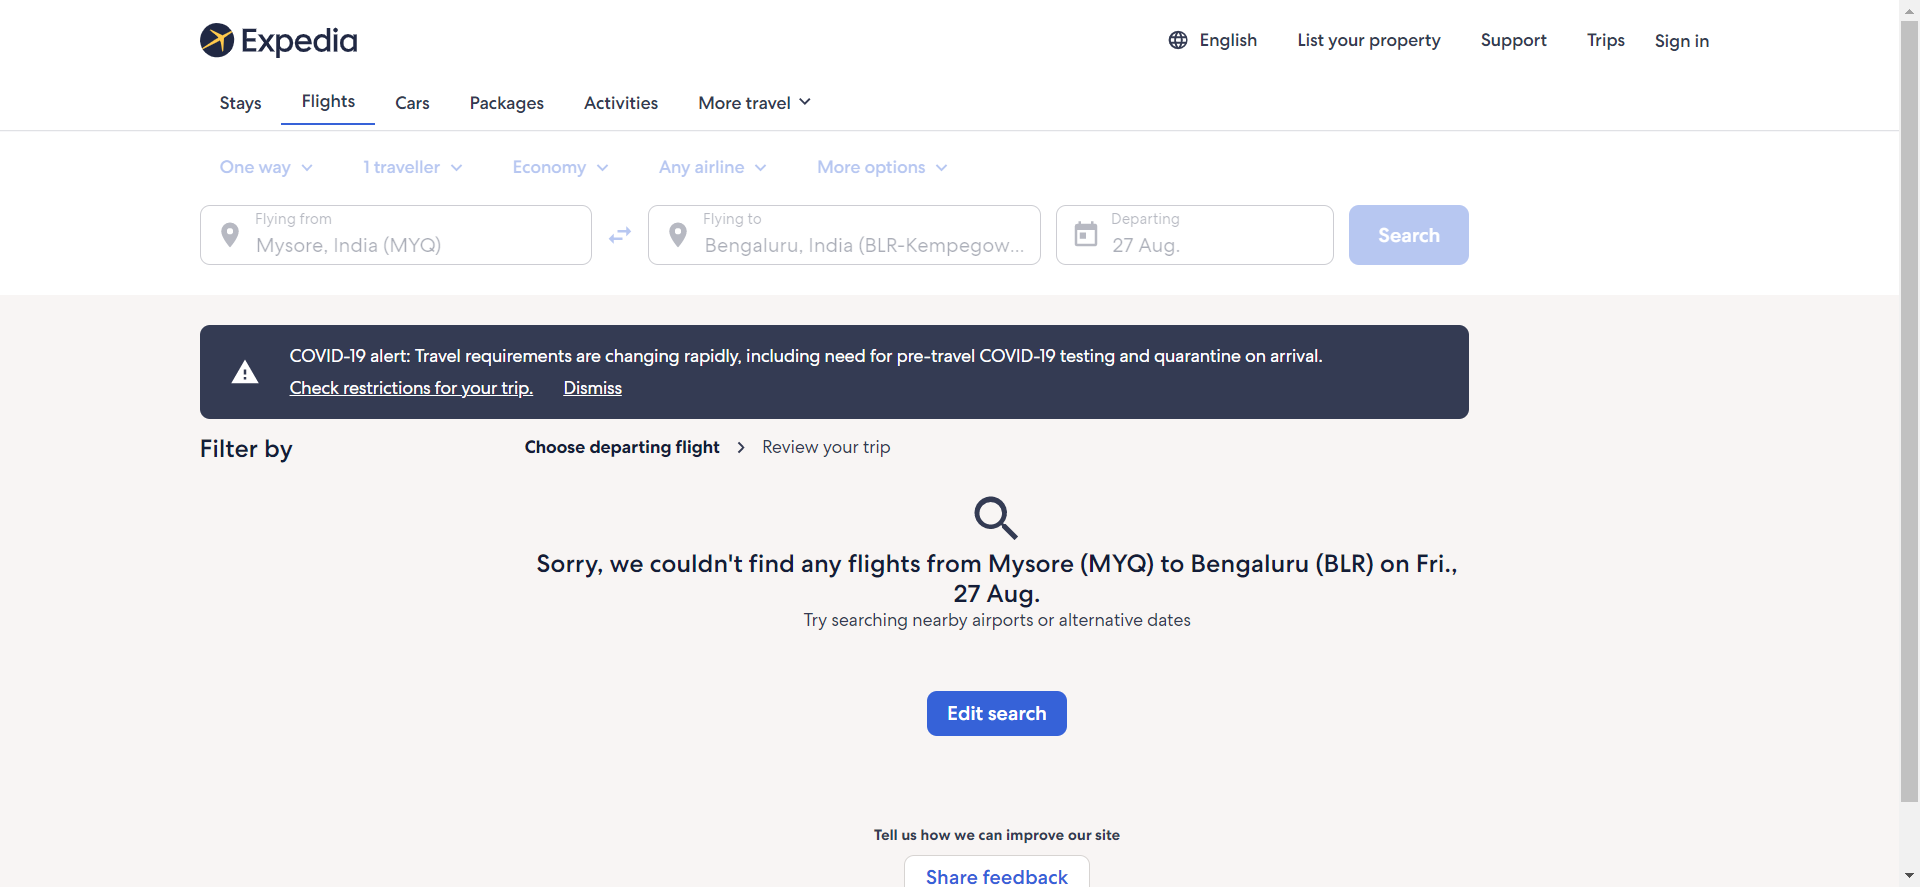 Expedia
English
List your property
Support
Trips
Sign in
Stays
Flights
Cars
Packages
Activities
More travel
One way
1 traveller
Economy
Any airline
More options
Flying from
Mysore, India (MYQ)
Flying to
Bengaluru, India (BLR-Kempegow...
Departing
27 Aug.
Search
COVID-19 alert: Travel requirements are changing rapidly, including need for pre-travel COVID-19 testing and quarantine on arrival.
Check restrictions for your trip.
Dismiss
Filter by
Choose departing flight
Review your trip
Sorry, we couldn't find any flights from Mysore (MYQ) to Bengaluru (BLR) on Fri.,
27 Aug.
Try searching nearby airports or alternative dates
Edit search
Tell us how we can improve our site
Share feedback